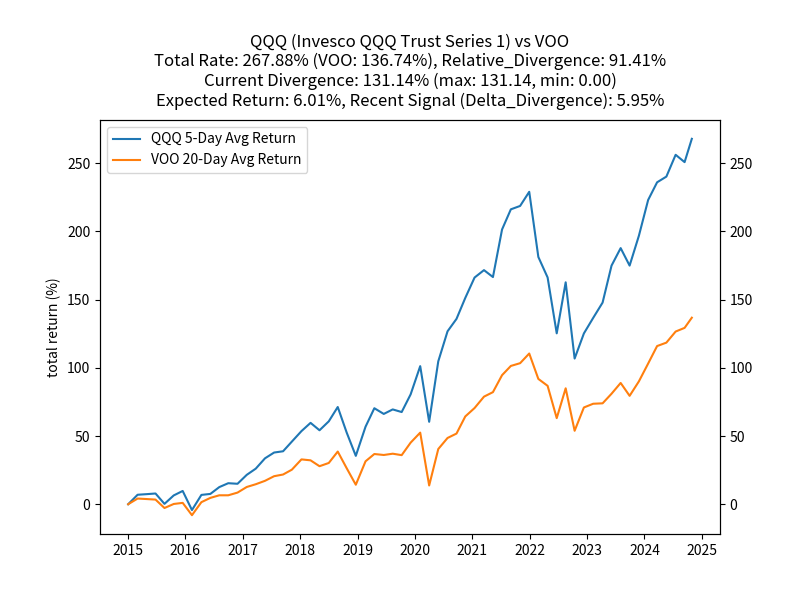 QQQ (Invesco QQQ Trust Series 1) vs VOO
Total Rate: 267.88% (VOO: 136.74%), Relative_Divergence: 91.41%
Current Divergence: 131.14% (max: 131.14, min: 0.00)
Expected Return: 6.01%, Recent Signal (Delta_Divergence): 5.95%
QQQ 5-Day Avg Return
VOO 20-Day Avg Return
250 250
200 200
150 150
100 100
50 50
0 0
total return (%)
2015 2016 2017 2018 2019 2020 2021 2022 2023 2024 2025